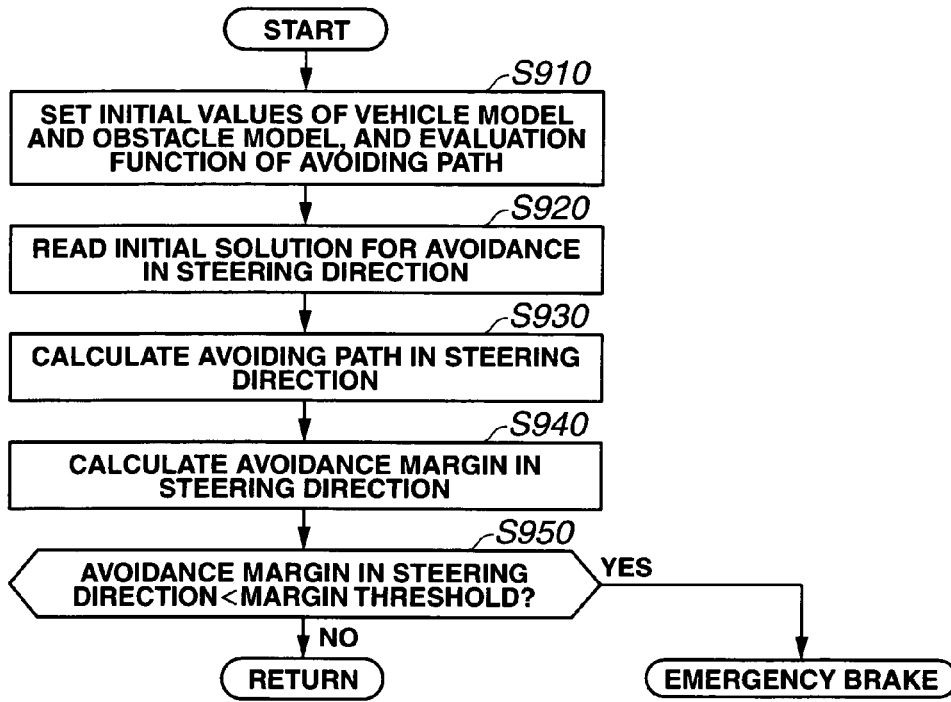 START
S910
SET INITIAL VALUES OF VEHICLE MODEL
AND OBSTACLE MODEL, AND EVALUATION
FUNCTION OF AVOIDING PATH
S920
READ INITIAL SOLUTION FOR AVOIDANCE
IN STEERING DIRECTION
S930
CALCULATE AVOIDING PATH IN STEERING
DIRECTION
S940
CALCULATE AVOIDANCE MARGIN IN
STEERING DIRECTION
S950
AVOIDANCE MARGIN IN STEERING
DIRECTION<MARGIN THRESHOLD?
YES
NO
RETURN
EMERGENCY BRAKE